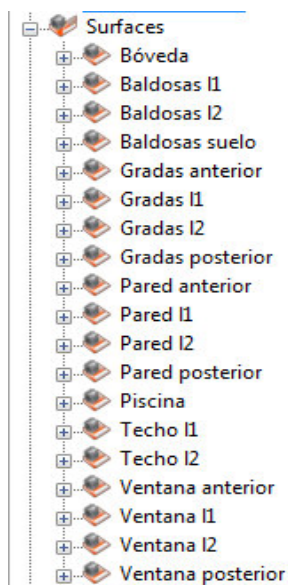 Surfaces
Bóveda
Baldosas l1
Baldosas l2
Baldosas suelo
Gradas anterior
Gradas l1
Gradas l2
Gradas posterior
Pared anterior
Pared l1
Pared l2
Pared posterior
Piscina
Techo l1
Techo l2
Ventana anterior
Ventana l1
Ventana l2
Ventana posterior